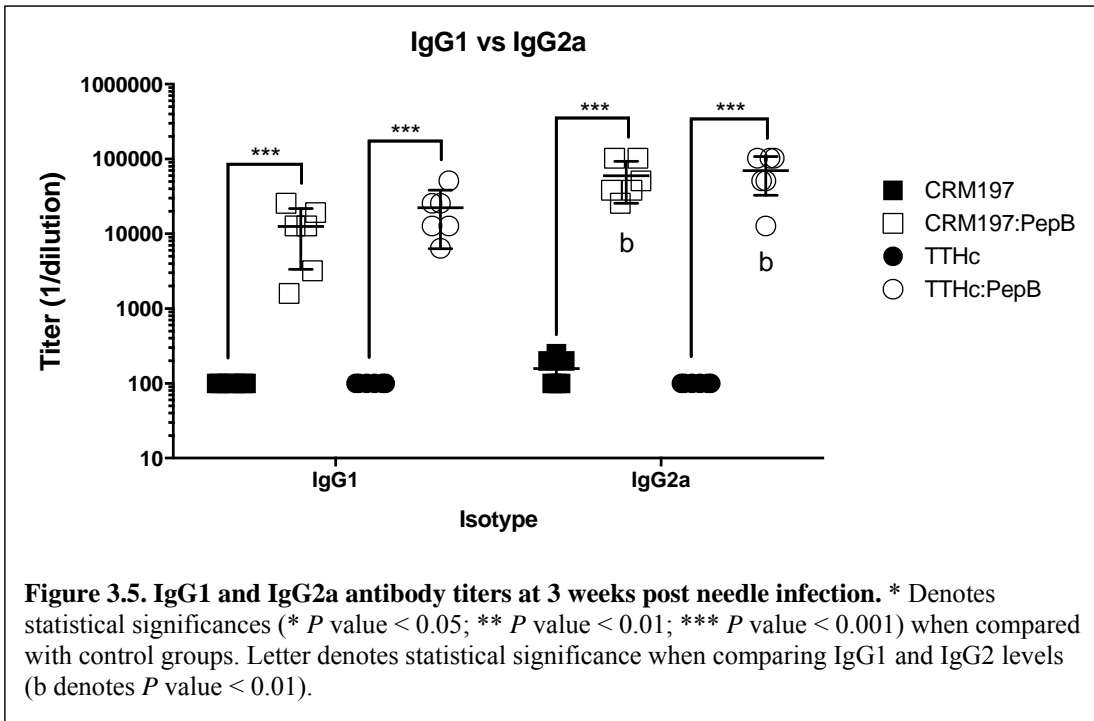 IgG1 vs IgG2a
1000000
100000
10000
1000
100
10
Titer (1/dilution)
***
***
***
***
b
b
IgG1
IgG2a
Isotype
CRM197
CRM197:PepB
TTHc
TTHc:PepB
Figure 3.5. IgG1 and IgG2a antibody titers at 3 weeks post needle infection. * Denotes
statistical significances (* P value < 0.05; ** P value < 0.01; *** P value < 0.001) when compared
with control groups. Letter denotes statistical significance when comparing IgG1 and IgG2 levels
(b denotes P value < 0.01).